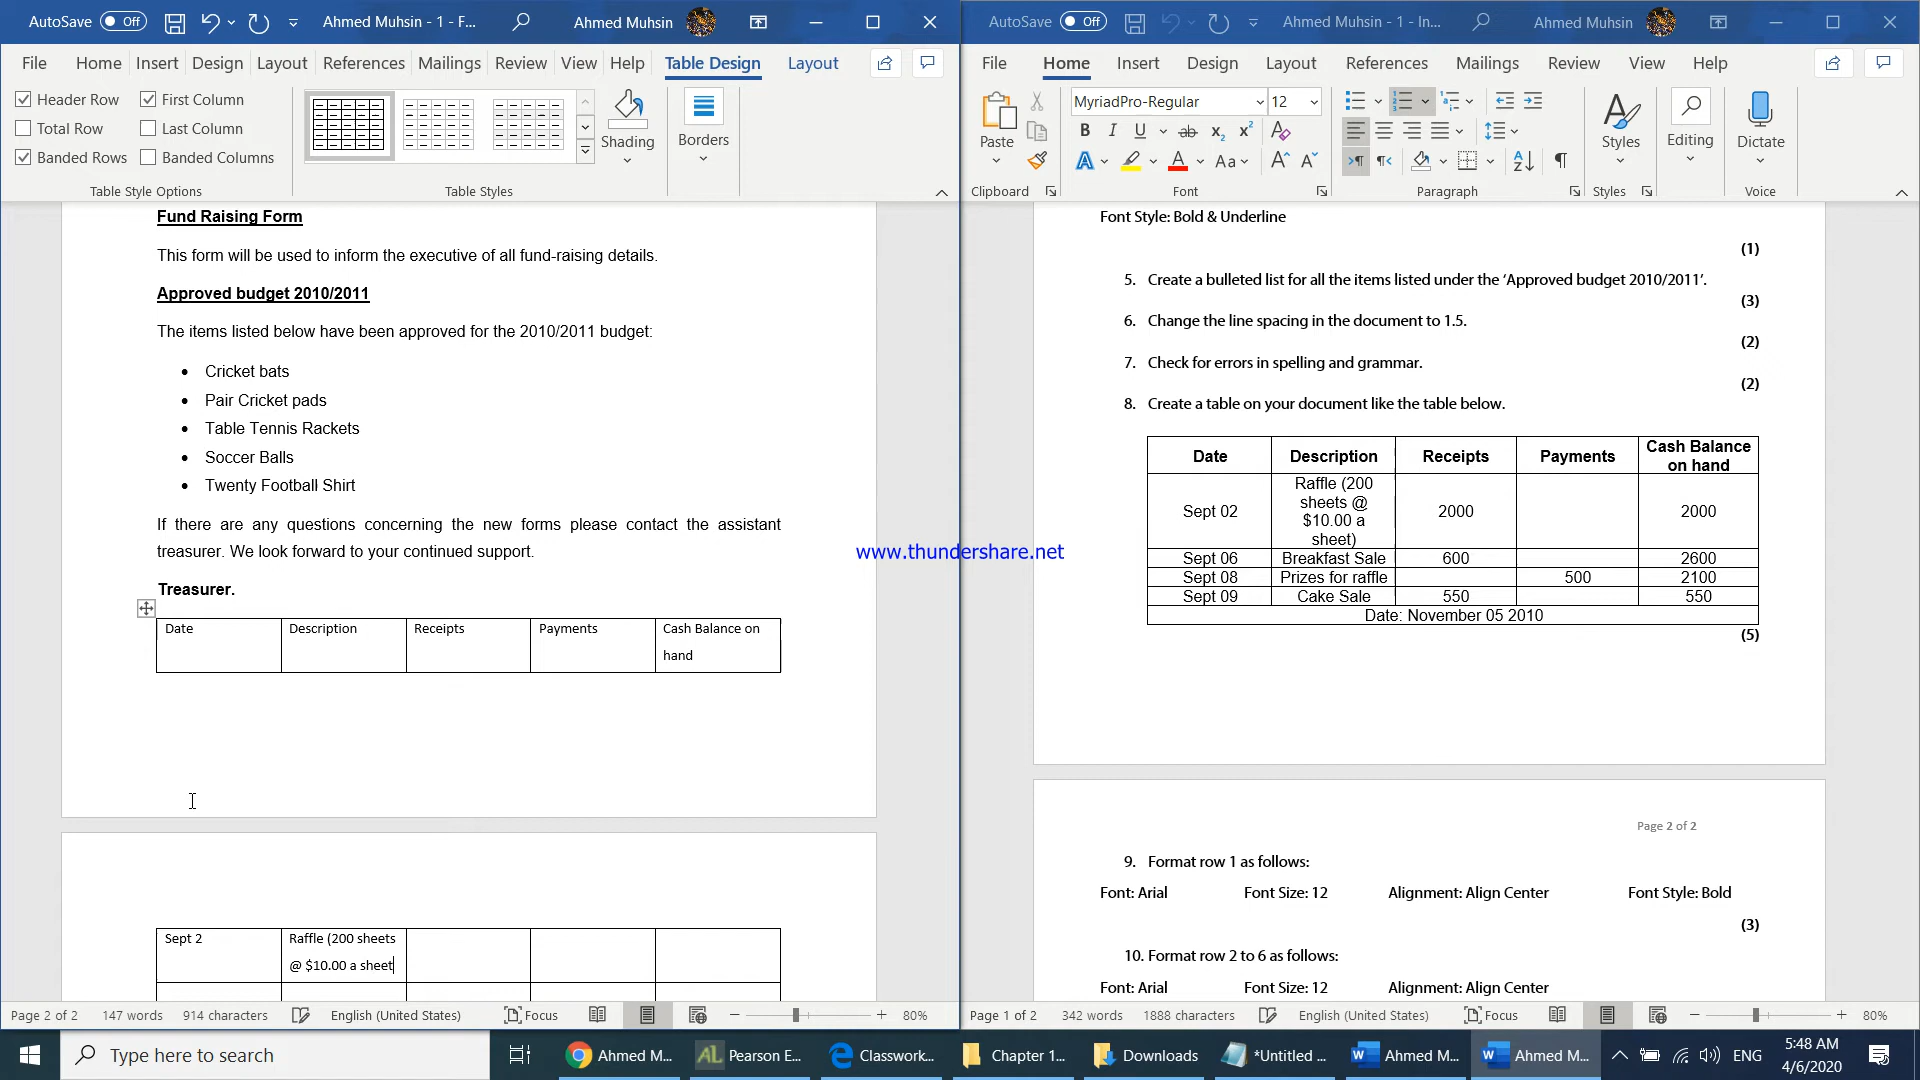 AutoSave Off Ahmed Muhsin - 1 - F... Ahmed Muhsin
File Home Insert Design Layout References Mailings Review View Help Table Design Layout
Header Row First Column
Total Row Last Column
Banded Rows Banded Columns
Shading Borders
Table Style Options Table Styles
Fund Raising Form
This form will be used to inform the executive of all fund-raising details.
Approved budget 2010/2011
The items listed below have been approved for the 2010/2011 budget:
• Cricket bats
• Pair Cricket pads
• Table Tennis Rackets
• Soccer Balls
• Twenty Football Shirt
If there are any questions concerning the new forms please contact the assistant
treasurer. We look forward to your continued support.
Treasurer.
Date Description Receipts Payments Cash Balance on
hand
Sept 2 Raffle (200 sheets
@ $10.00 a sheet
Page 2 of 2 147 words 914 characters English (United States) Focus 80%
AutoSave Off Ahmed Muhsin - 1 - In... Ahmed Muhsin
File Home Insert Design Layout References Mailings Review View Help
MyriadPro-Regular 12
Paste Styles Editing Dictate
Clipboard Font Paragraph Styles Voice
Font Style: Bold & Underline
(1)
5. Create a bulleted list for all the items listed under the ‘Approved budget 2010/2011’.
(3)
6. Change the line spacing in the document to 1.5.
(2)
7. Check for errors in spelling and grammar.
(2)
8. Create a table on your document like the table below.
Date Description Receipts Payments Cash Balance
on hand
Sept 02 Raffle (200
sheets @
$10.00 a
sheet) 2000 2000
Sept 06 Breakfast Sale 600 2600
Sept 08 Prizes for raffle 500 2100
Sept 09 Cake Sale 550 550
Date: November 05 2010
(5)
Page 2 of 2
9. Format row 1 as follows:
Font: Arial Font Size: 12 Alignment: Align Center Font Style: Bold
(3)
10. Format row 2 to 6 as follows:
Font: Arial Font Size: 12 Alignment: Align Center
Page 1 of 2 342 words 1888 characters English (United States) Focus 80%
www.thundershare.net
Type here to search Ahmed M... Pearson E... Classwork... Chapter 1... Downloads *Untitled ... Ahmed M... Ahmed M... ENG 5:48 AM
4/6/2020